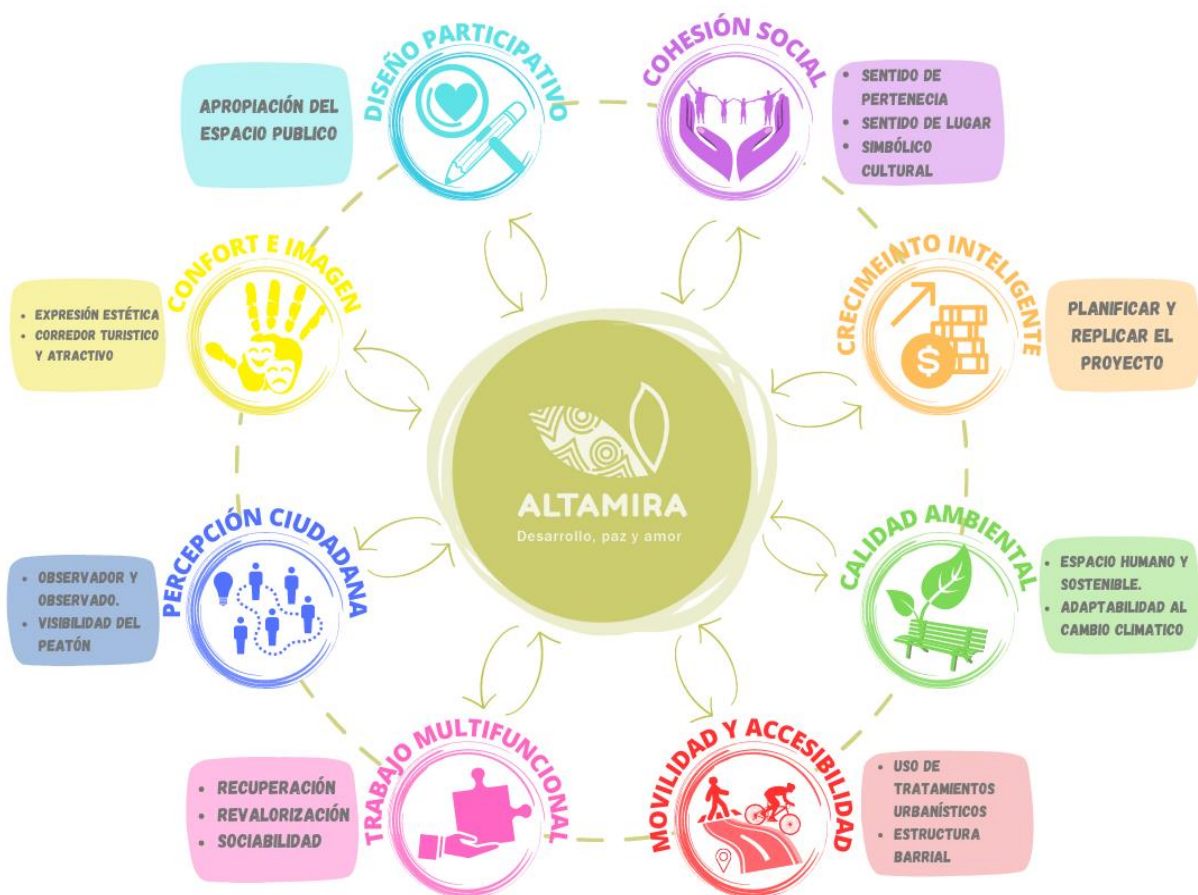 DISEÑO PARTICIPATIVO
APROPIACIÓN DEL
ESPACIO PUBLICO
COHESIÓN SOCIAL
• SENTIDO DE
PERTENECIA
• SENTIDO DE LUGAR
• SIMBÓLICO
CULTURAL
CONFORT E IMAGEN
• EXPRESIÓN ESTÉTICA
• CORREDOR TURISTICO
Y ATRACTIVO
CRECIMEINTO INTELIGENTE
$
PLANIFICAR Y
REPLICAR EL
PROYECTO
ALTAMIRA
Desarrollo, paz y amor
PERCEPCIÓN CIUDADANA
• OBSERVADOR Y
OBSERVADO.
• VISIBILIDAD DEL
PEATÓN
CALIDAD AMBIENTAL
• ESPACIO HUMANO Y
SOSTENIBLE.
• ADAPTABILIDAD AL
CAMBIO CLIMATICO
TRABAJO MULTIFUNCIONAL
• RECUPERACIÓN
• REVALORIZACIÓN
• SOCIABILIDAD
MOVILIDAD Y ACCESIBILIDAD
• USO DE
TRATAMIENTOS
URBANÍSTICOS
• ESTRUCTURA
BARRIAL